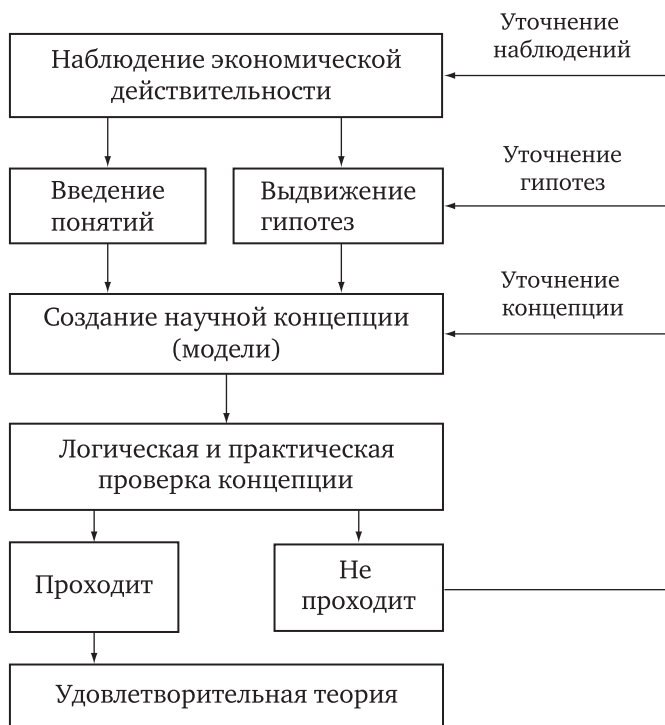 Уточнение
наблюдений
Наблюдение экономической
действительности
Уточнение
гипотез
Введение
понятий
Выдвижение
гипотез
Уточнение
концепции
Создание научной концепции
(модели)
Логическая и практическая
проверка концепции
Проходит
Не
проходит
Удовлетворительная теория